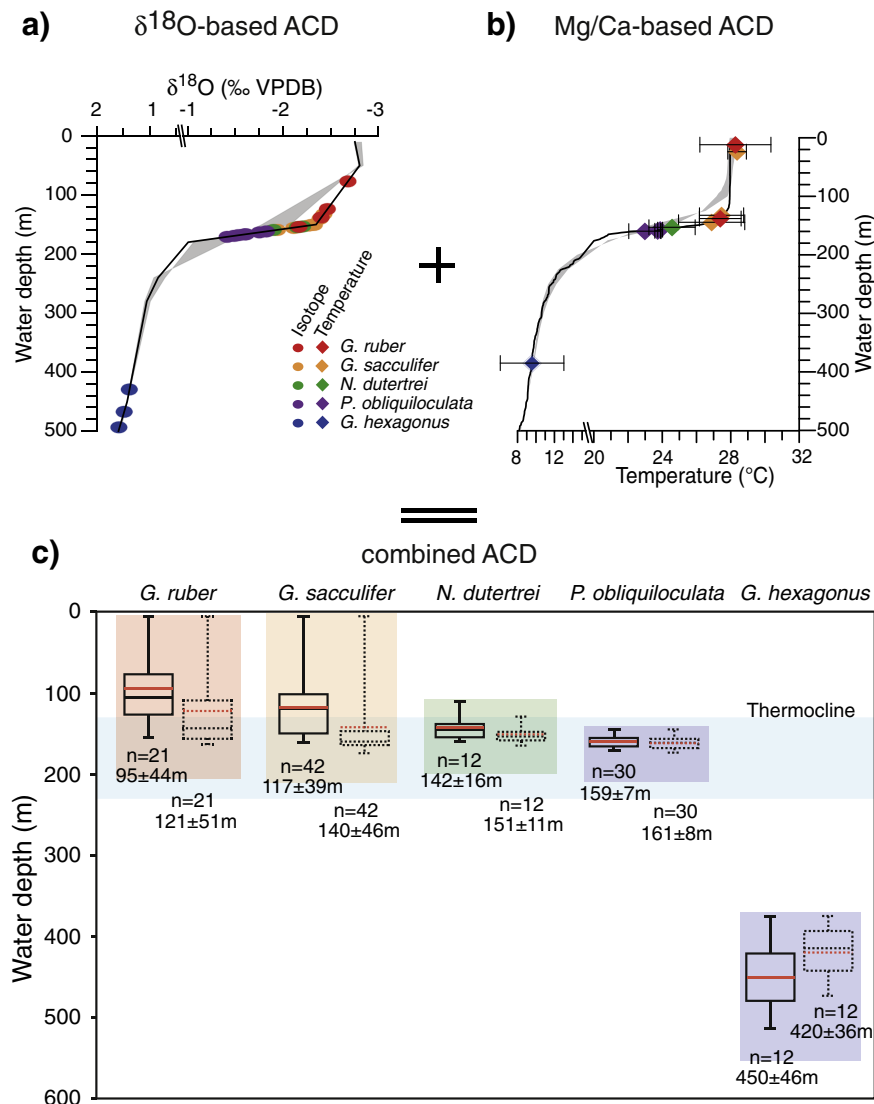 a) δ18O-based ACD
δ18O (‰ VPDB)
2 1 -1 -2 -3
0
100
200
300
400
500
Water depth (m)
Isotope
Temperature
G. ruber
G. sacculifer
N. dutertrei
P. obliquiloculata
G. hexagonus
+
b) Mg/Ca-based ACD
0
100
200
300
400
500
Water depth (m)
8 12 20 24 28 32
Temperature (°C)
=
c) combined ACD
G. ruber G. sacculifer N. dutertrei P. obliquiloculata G. hexagonus
0
100
200
300
400
500
600
Water depth (m)
Thermocline
n=21
95±44m
n=21
121±51m
n=42
117±39m
n=42
140±46m
n=12
142±16m
n=12
151±11m
n=30
159±7m
n=30
161±8m
n=12
420±36m
n=12
450±46m